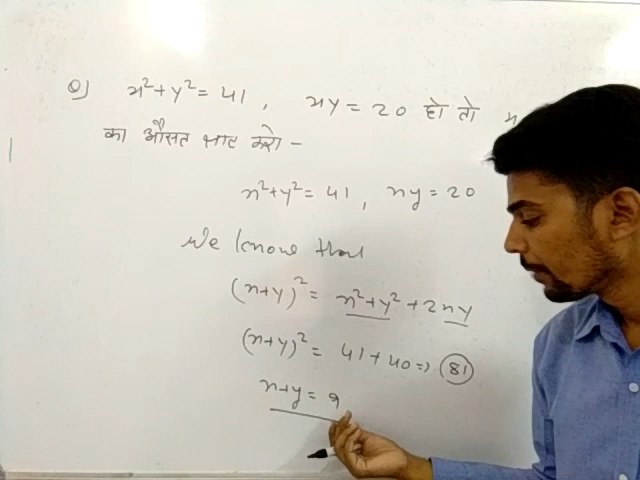 Q) x²+y²= 41, xy = 20 हो तो x
का औसत ज्ञात करो –
x²+y²= 41, xy = 20
We know that
(x+y)² = x²+y²+2xy
(x+y)² = 41+40 => 81
x+y = 9